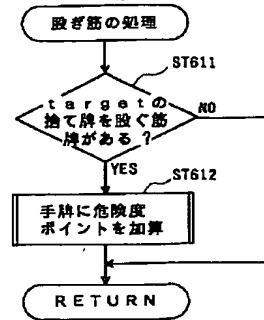 股ぎ筋の処理
ST611
targetの
捨て牌を股ぐ筋
牌がある？
NO
YES
ST612
手牌に危険度
ポイントを加算
RETURN